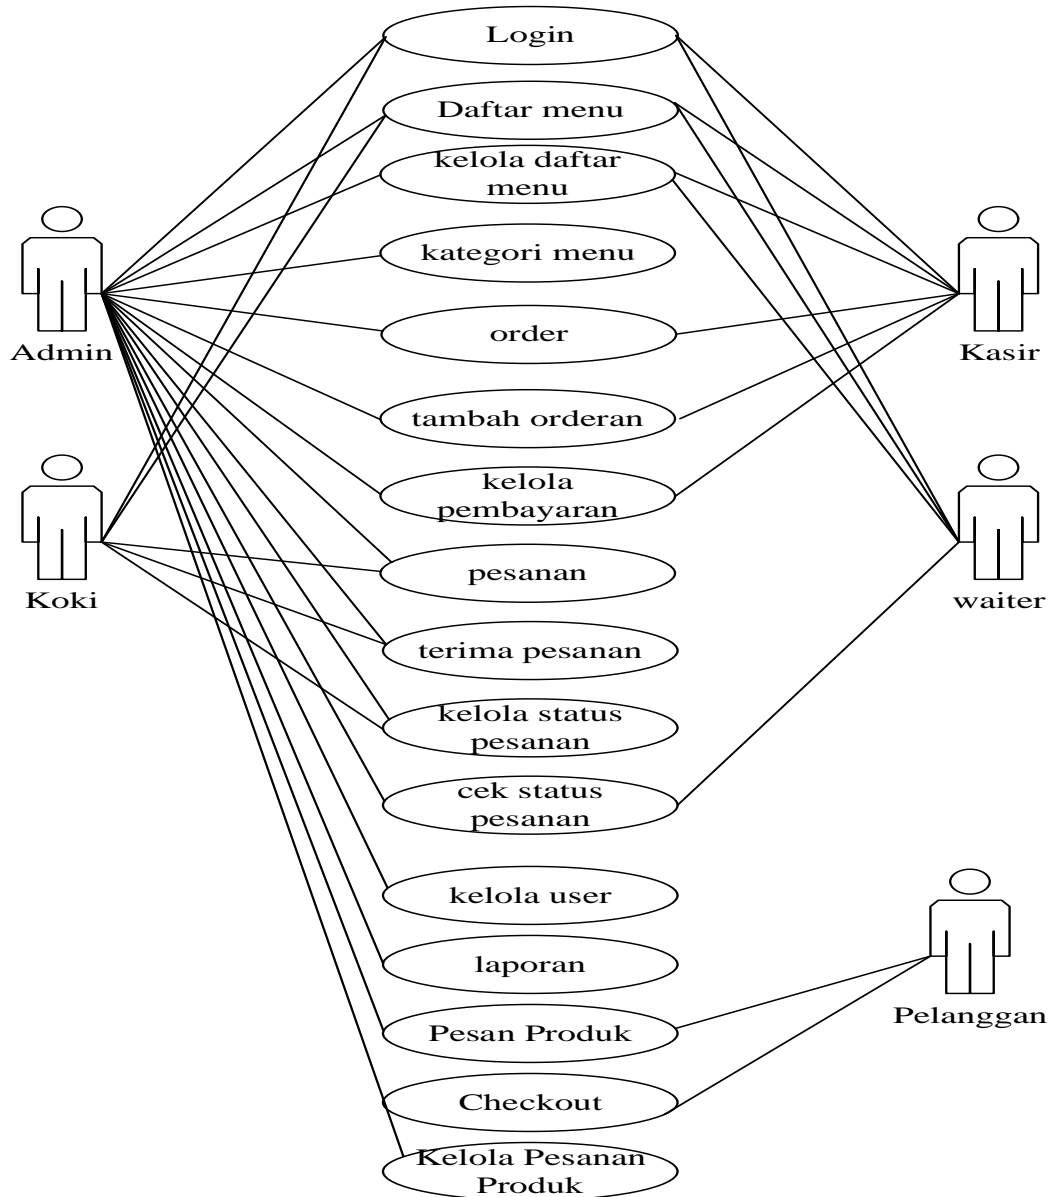 Login
Daftar menu
kelola daftar
menu
kategori menu
order
Admin
Kasir
tambah orderan
kelola
pembayaran
pesanan
Koki
waiter
terima pesanan
kelola status
pesanan
cek status
pesanan
kelola user
laporan
Pelanggan
Pesan Produk
Checkout
Kelola Pesanan
Produk